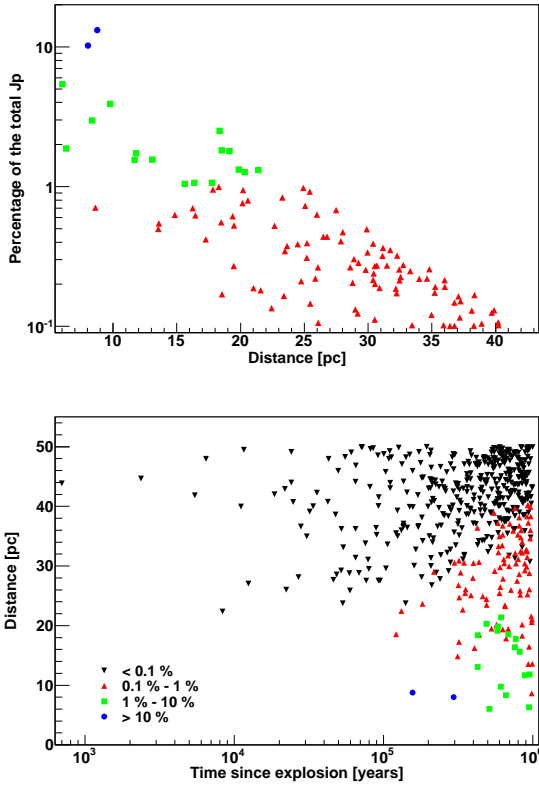 Percentage of the total Jp
10
1
10-1
10 15 20 25 30 35 40
Distance [pc]
Distance [pc]
50
40
30
20
10
0
< 0.1 %
0.1 % - 1 %
1 % - 10 %
> 10 %
10³ 10⁴ 10⁵ 10⁶
Time since explosion [years]